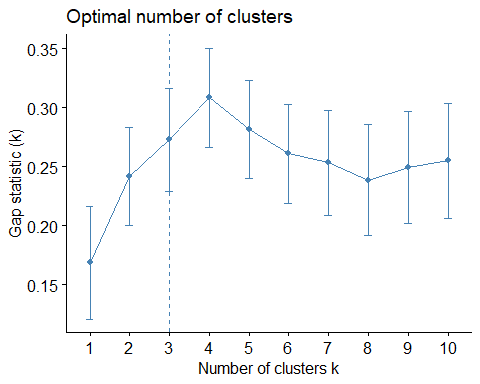 Optimal number of clusters
Gap statistic (k)
0.35
0.30
0.25
0.20
0.15
1 2 3 4 5 6 7 8 9 10
Number of clusters k